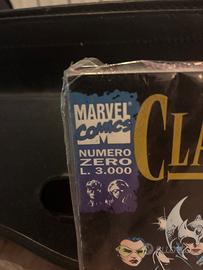 MARVEL
COMICS
NUMERO
ZERO
L. 3.000
CLA